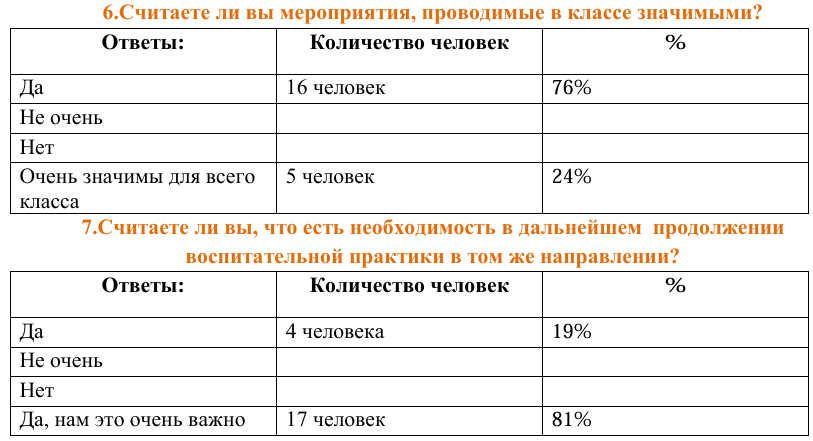 6.Считаете ли вы мероприятия, проводимые в классе значимыми?
Ответы: Количество человек %
Да 16 человек 76%
Не очень
Нет
Очень значимы для всего 5 человек 24%
класса
7.Считаете ли вы, что есть необходимость в дальнейшем продолжении
воспитательной практики в том же направлении?
Ответы: Количество человек %
Да 4 человека 19%
Не очень
Нет
Да, нам это очень важно 17 человек 81%